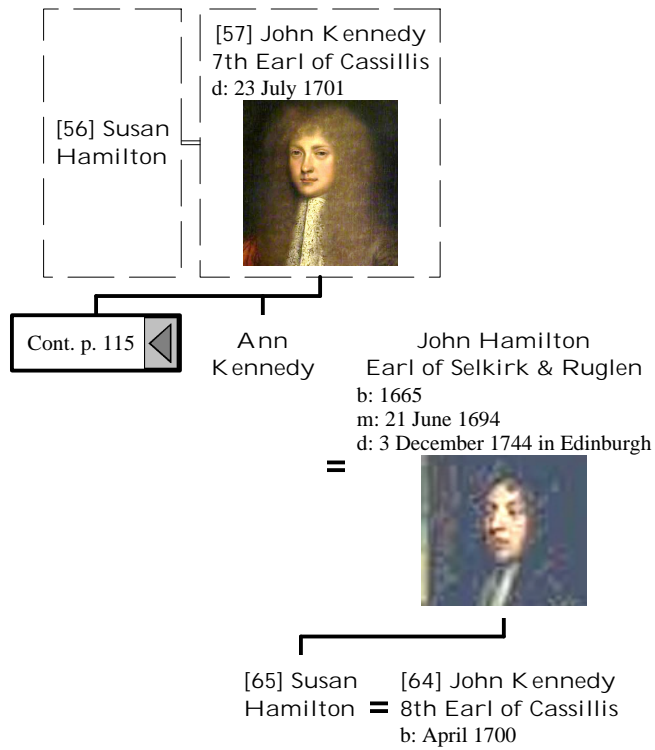 [57] John Kennedy
7th Earl of Cassillis
d: 23 July 1701
[56] Susan
Hamilton
=
Cont. p. 115
Ann
Kennedy
John Hamilton
Earl of Selkirk & Ruglen
b: 1665
m: 21 June 1694
d: 3 December 1744 in Edinburgh
=
[65] Susan
Hamilton
=
[64] John Kennedy
8th Earl of Cassillis
b: April 1700